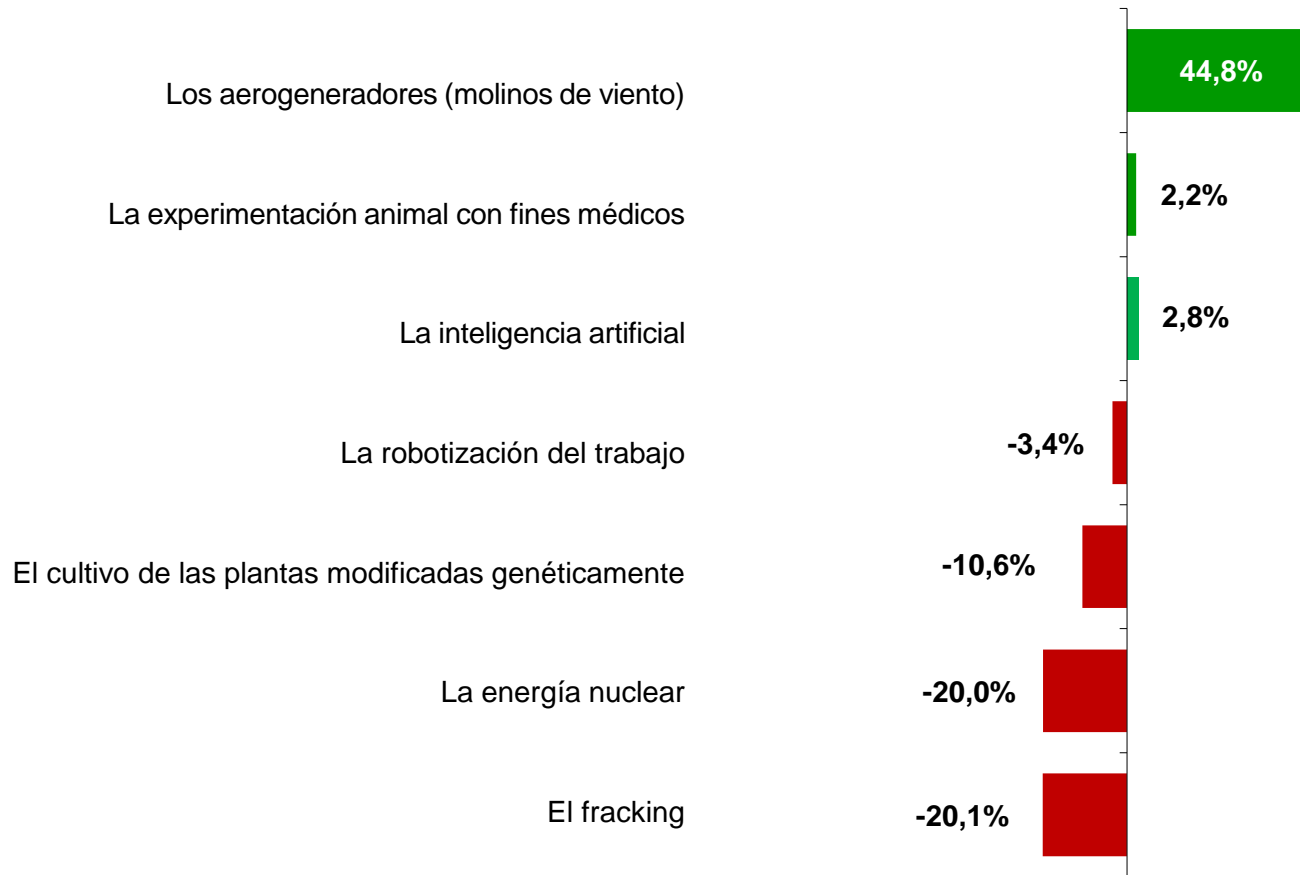 Los aerogeneradores (molinos de viento)
44,8%
La experimentación animal con fines médicos
2,2%
La inteligencia artificial
2,8%
La robotización del trabajo
-3,4%
El cultivo de las plantas modificadas genéticamente
-10,6%
La energía nuclear
-20,0%
El fracking
-20,1%